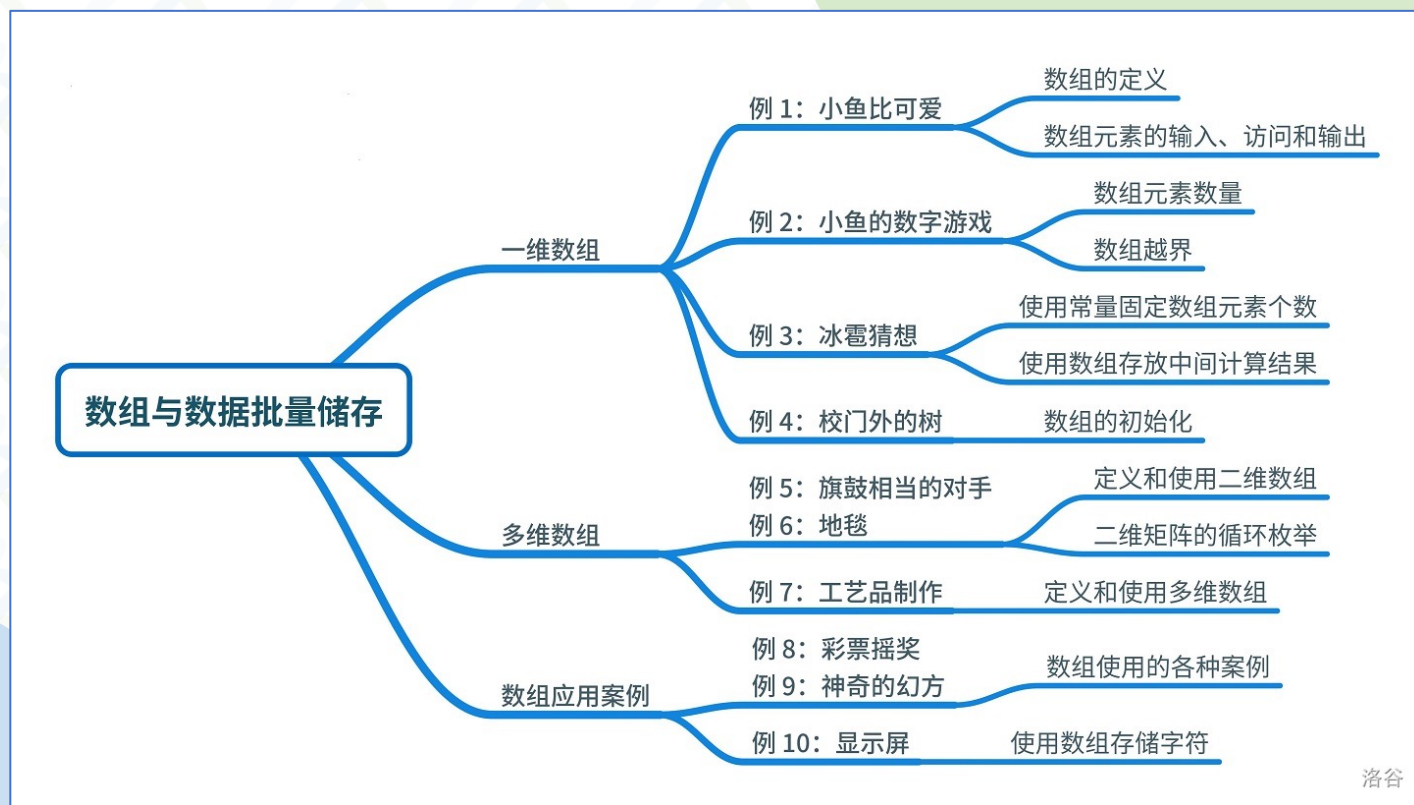 数组与数据批量储存
一维数组
例 1：小鱼比可爱
数组的定义
数组元素的输入、访问和输出
例 2：小鱼的数字游戏
数组元素数量
数组越界
例 3：冰雹猜想
使用常量固定数组元素个数
使用数组存放中间计算结果
例 4：校门外的树
数组的初始化
多维数组
例 5：旗鼓相当的对手
例 6：地毯
定义和使用二维数组
二维矩阵的循环枚举
例 7：工艺品制作
定义和使用多维数组
数组应用案例
例 8：彩票摇奖
例 9：神奇的幻方
数组使用的各种案例
例 10：显示屏
使用数组存储字符
洛谷